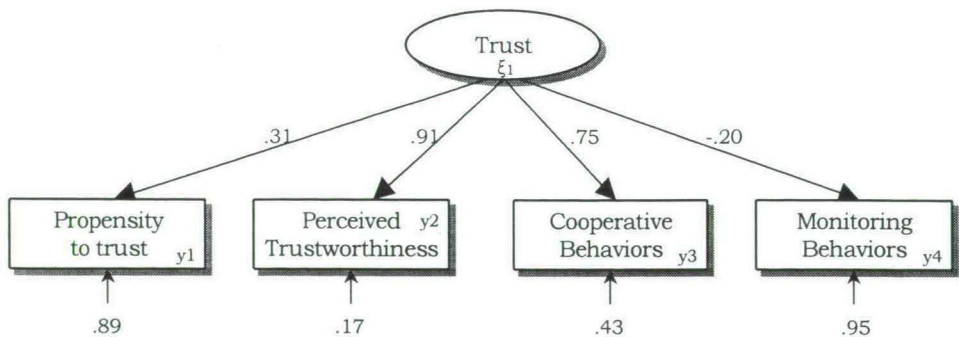 Trust
ξ1
.31
.91
.75
-.20
Propensity
to trust y1
Perceived y2
Trustworthiness
Cooperative
Behaviors y3
Monitoring
Behaviors y4
.89
.17
.43
.95